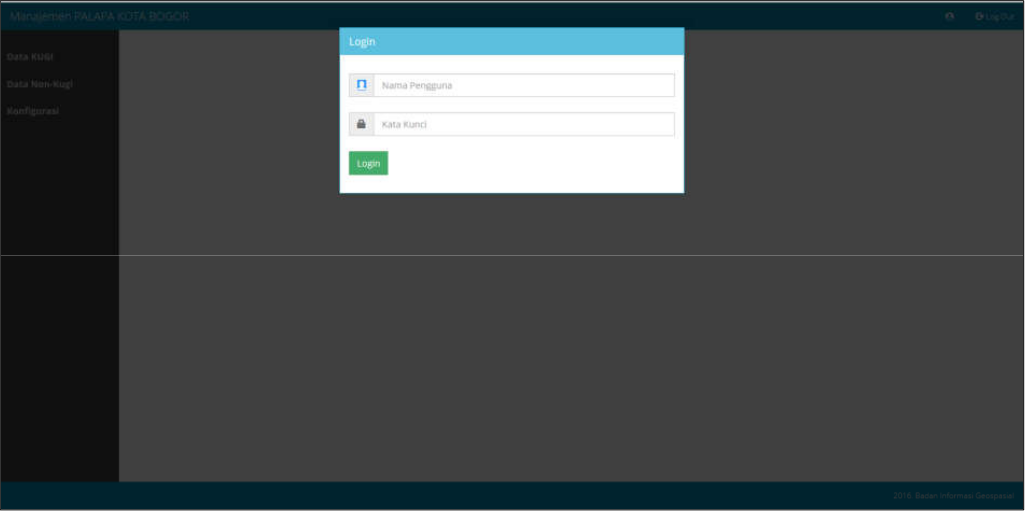 Manajemen PALAPA KOTA BOGOR
Log Out
Login
Data KUGI
Data Non-Kugi
Konfigurasi
Nama Pengguna
Kata Kunci
Login
2016 Badan Informasi Geospasial